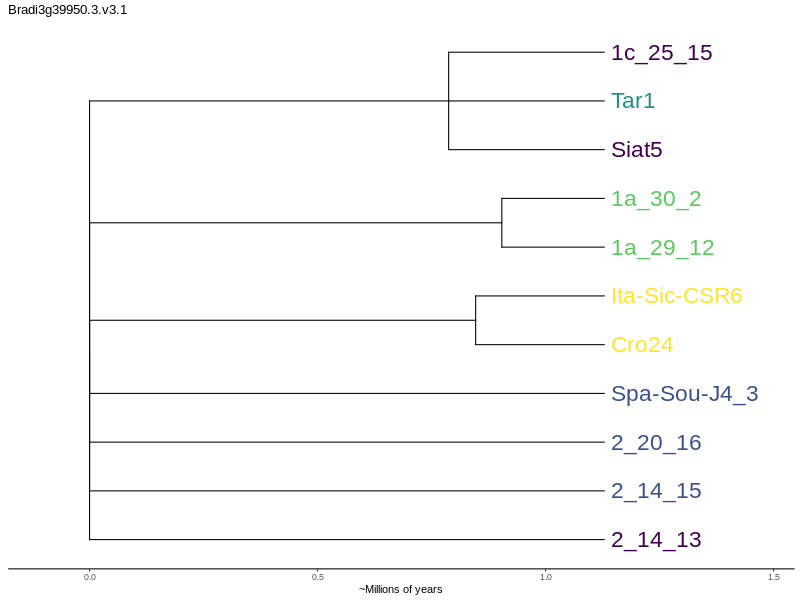 Bradi3g39950.3.v3.1
1c_25_15
Tar1
Siat5
1a_30_2
1a_29_12
Ita-Sic-CSR6
Cro24
Spa-Sou-J4_3
2_20_16
2_14_15
2_14_13
0.0 0.5 1.0 1.5
~Millions of years